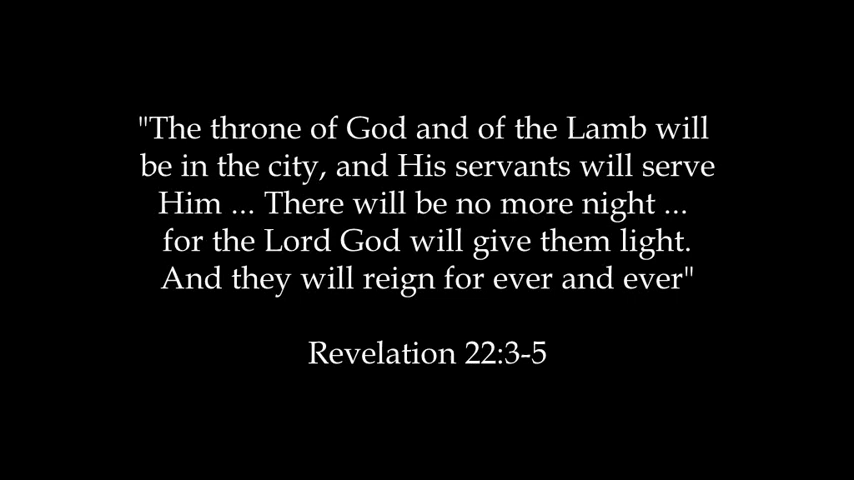 "The throne of God and of the Lamb will
be in the city, and His servants will serve
Him ... There will be no more night ...
for the Lord God will give them light.
And they will reign for ever and ever"
Revelation 22:3-5